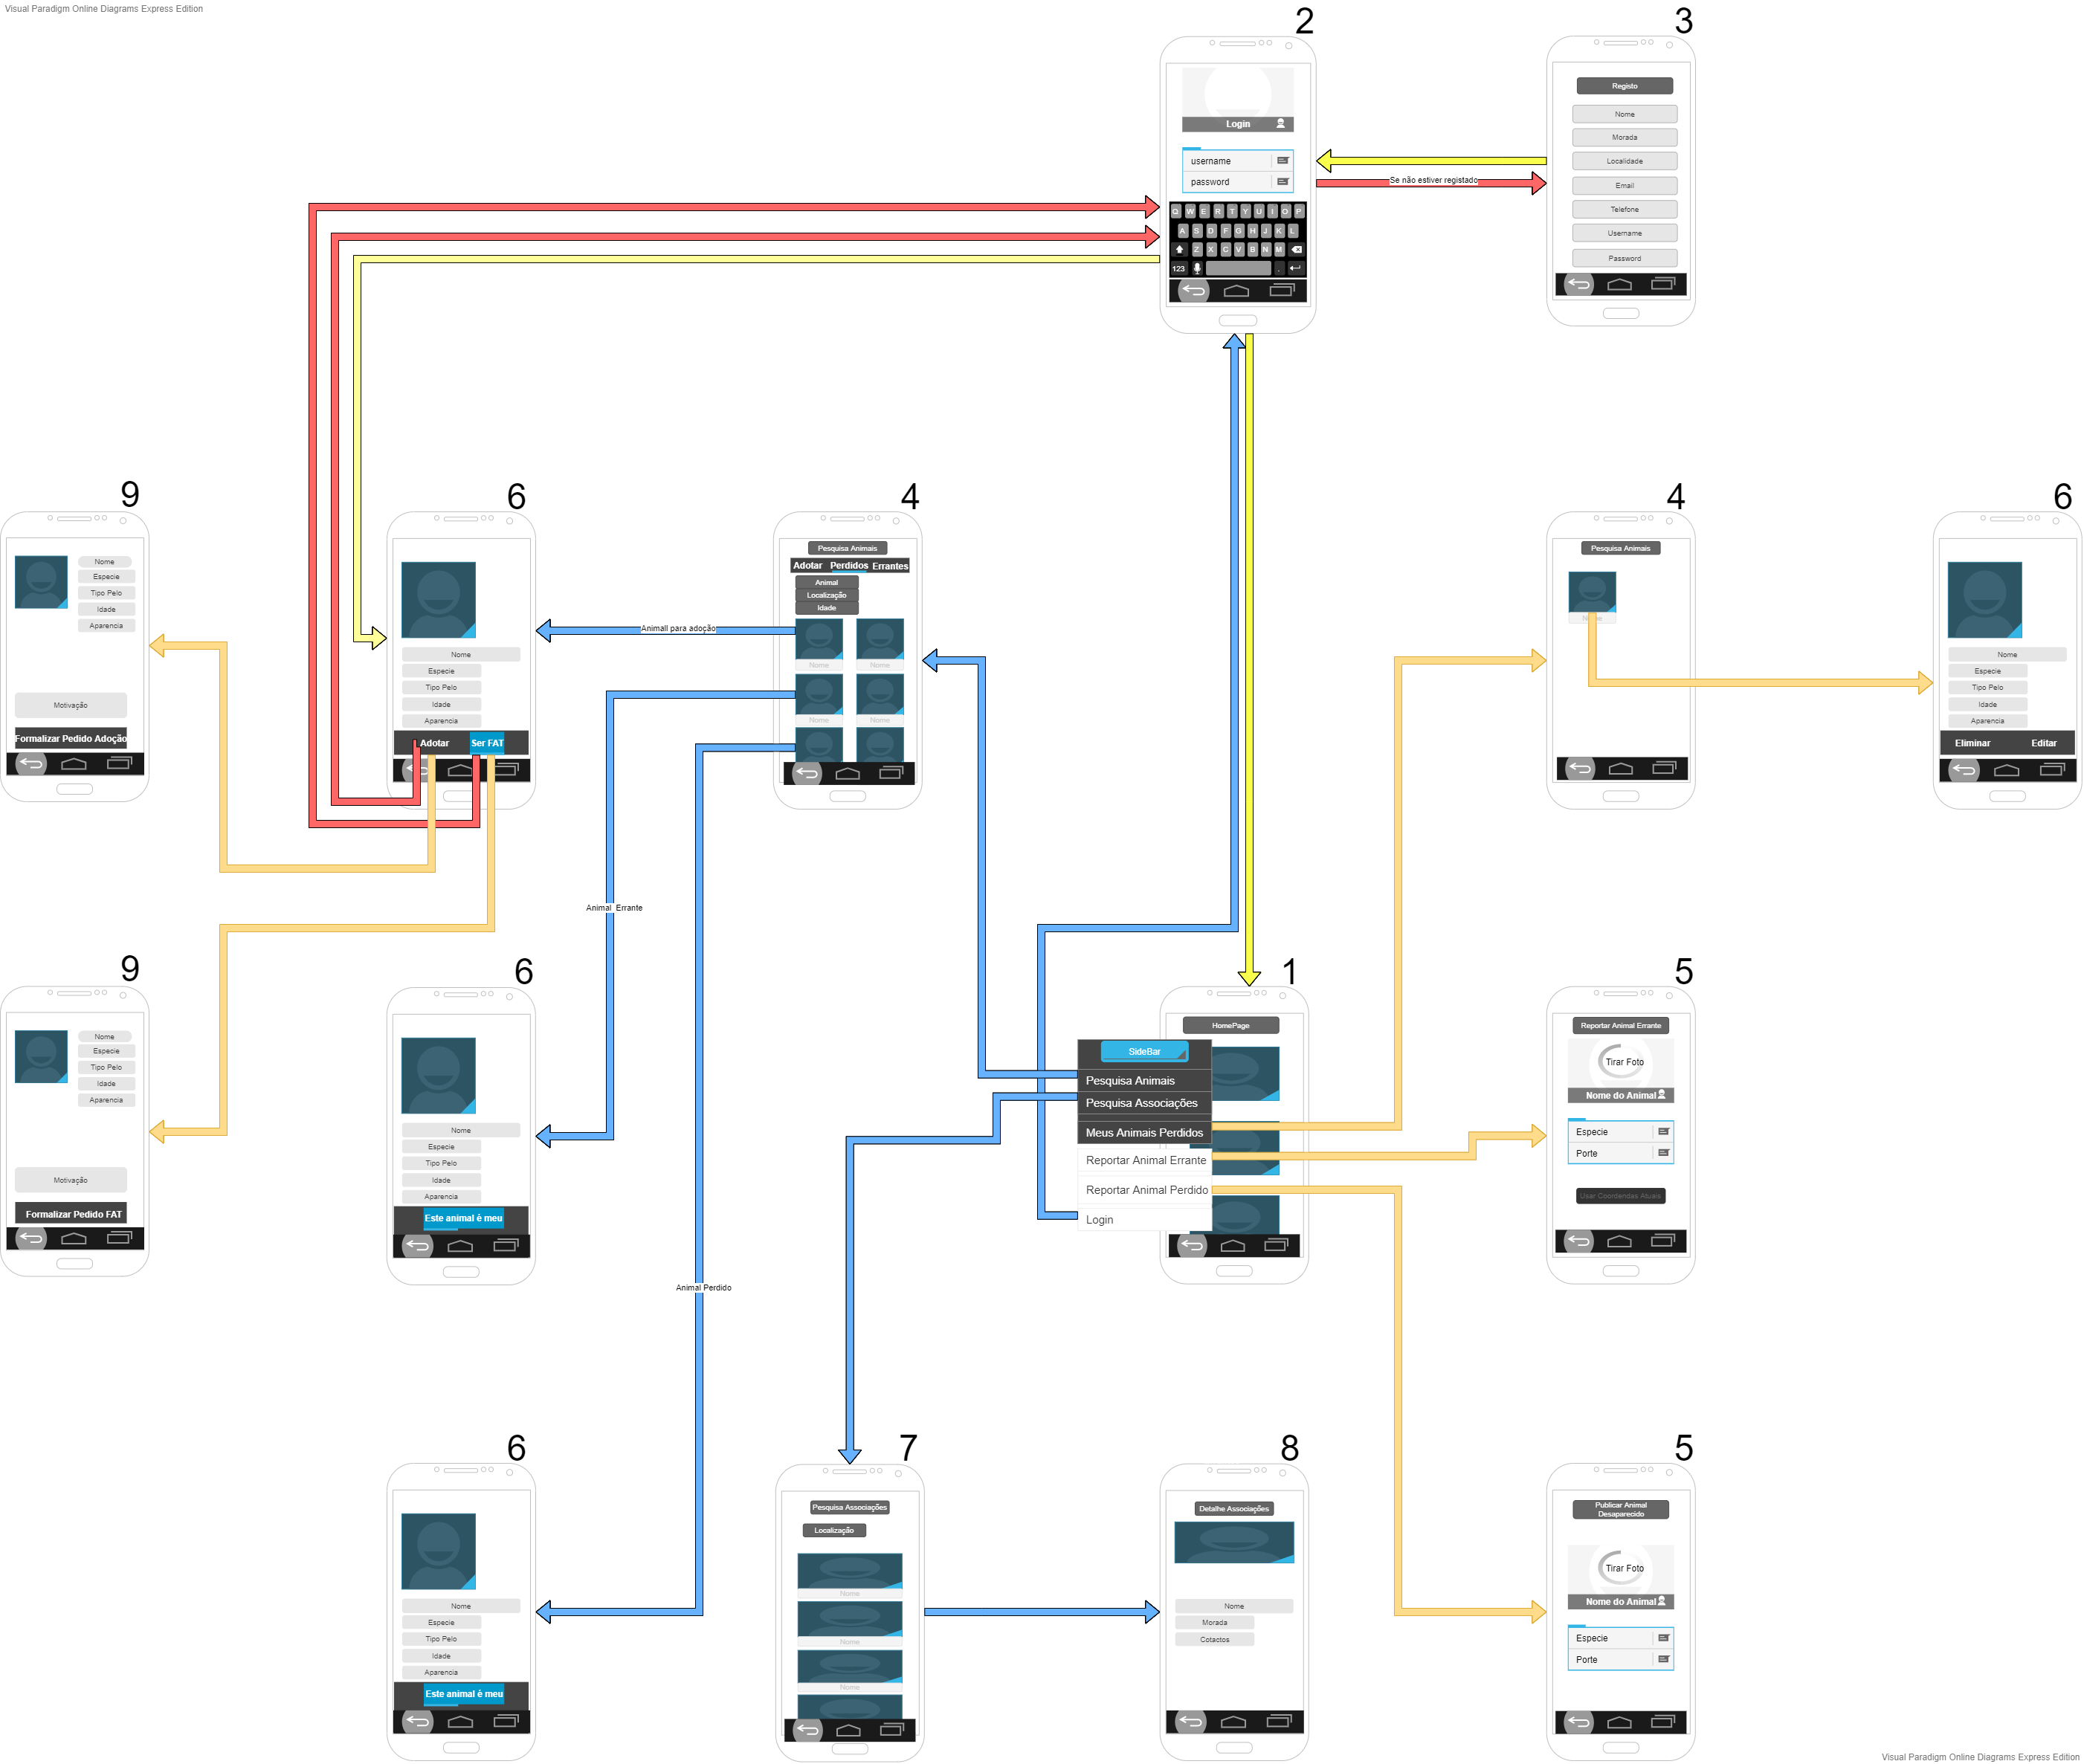 Visual Paradigm Online Diagrams Express Edition
2
Login
username
password
Q W E R T Y U I O P
A S D F G H J K L
Z X C V B N M
123 .
3
Registo
Nome
Morada
Localidade
Email
Telefone
Username
Password
Se não estiver registado
9
Nome
Especie
Tipo Pelo
Idade
Aparencia
Motivação
Formalizar Pedido Adoção
6
Nome
Especie
Tipo Pelo
Idade
Aparencia
Adotar Ser FAT
Animall para adoção
4
Pesquisa Animais
Adotar Perdidos Errantes
Animal
Localização
Idade
Nome Nome
Nome Nome
4
Pesquisa Animais
6
Nome
Especie
Tipo Pelo
Idade
Aparencia
Eliminar Editar
Animal Errante
9
Nome
Especie
Tipo Pelo
Idade
Aparencia
Motivação
Formalizar Pedido FAT
6
Nome
Especie
Tipo Pelo
Idade
Aparencia
Este animal é meu
Animal Perdido
1
HomePage
SideBar
Pesquisa Animais
Pesquisa Associações
Meus Animais Perdidos
Reportar Animal Errante
Reportar Animal Perdido
Login
5
Reportar Animal Errante
Tirar Foto
Nome do Animal
Especie
Porte
Usar Coordendas Atuais
6
Nome
Especie
Tipo Pelo
Idade
Aparencia
Este animal é meu
7
Pesquisa Associações
Localização
Nome
Nome
Nome
8
Detalhe Associações
Nome
Morada
Cotactos
5
Publicar Animal
Desaparecido
Tirar Foto
Nome do Animal
Especie
Porte
Visual Paradigm Online Diagrams Express Edition